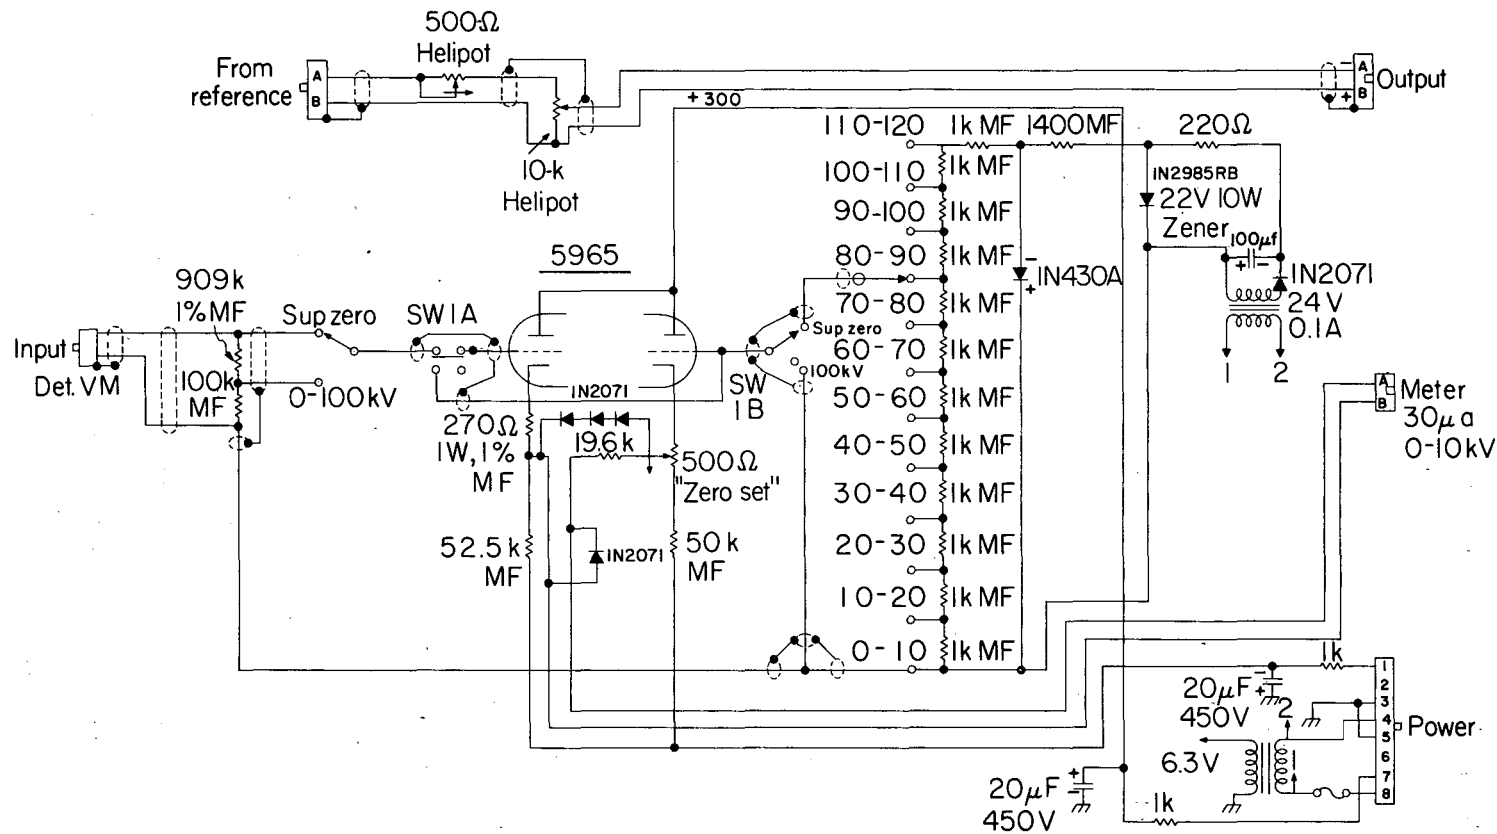 500-Ω
Helipot
From
reference
A
B
10-k
Helipot
+300
- A
+ B
Output
110-120
1k MF
1400MF
220Ω
100-110
1k MF
90-100
1k MF
80-90
1k MF
70-80
1k MF
60-70
1k MF
50-60
1k MF
40-50
1k MF
30-40
1k MF
20-30
1k MF
10-20
1k MF
0-10
1k MF
IN2985RB
22V 10W
Zener
100μf
+ -
IN2071
24V
0.1A
1 2
-
IN430A
+
5965
909k
1% MF
Sup zero
SW1A
Input
Det. VM
100k
MF
0-100kV
Sup zero
100kV
SW
1B
IN2071
270Ω
1W, 1%
MF
19.6k
500Ω
"Zero set"
52.5k
MF
IN2071
50k
MF
A
B
Meter
30μa
0-10kV
1k
20μF
450V
-
+
2
1
6.3V
1
2
3
4
5
6
7
8
Power
20μF
450V
+
-
1k